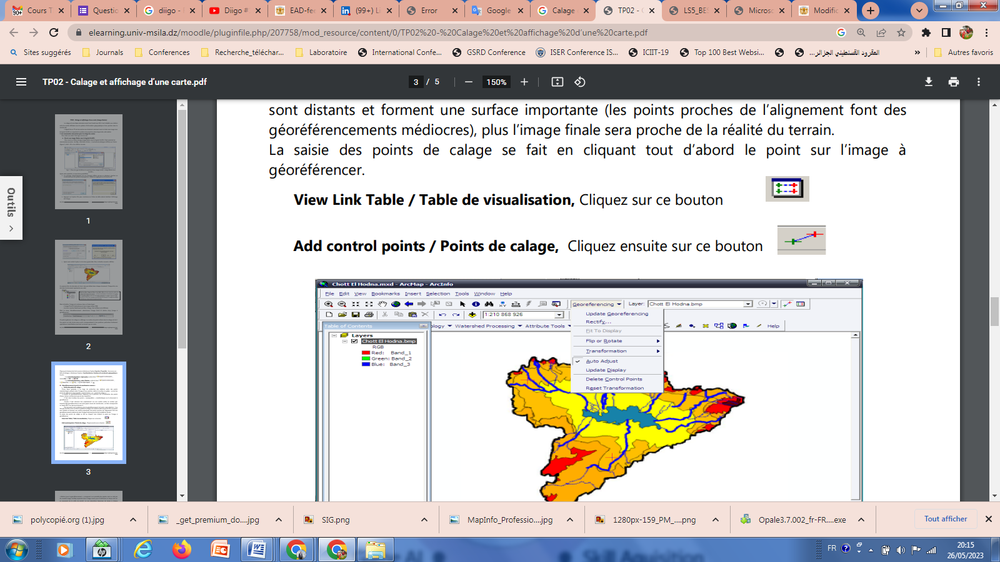 Cours T
Questio
diigo -
Diigo #
EAD-fee
(99+) Li
Error
Google
Calage
TP02 - C
LS5_BES
Microso
Modific
elearning.univ-msila.dz/moodle/pluginfile.php/207758/mod_resource/content/0/TP02%20-%20Calage%20et%20affichage%20d'une%20carte.pdf
Sites suggérés Journals Conferences Recherche_téléchar... Laboratoire International Confe... GSRD Conference ISER Conference IS... ICIIT-19 Top 100 Best Websi... المقرود القسنطيني الجزائر... » Autres favoris
TP02 - Calage et affichage d'une carte.pdf 3 / 5 — 150% +
sont distants et forment une surface importante (les points proches de l'alignement font des
géoréférencements médiocres), plus l'image finale sera proche de la réalité du terrain.
La saisie des points de calage se fait en cliquant tout d'abord le point sur l'image à
géoréférencer.
View Link Table / Table de visualisation, Cliquez sur ce bouton
Add control points / Points de calage, Cliquez ensuite sur ce bouton
Outils
1
2
3
Chott El Hodna.mxd - ArcMap - ArcInfo
File Edit View Bookmarks Insert Selection Tools Window Help
Georeferencing Layer: Chott El Hodna.bmp
1:210 868 926
Table of Contents
ology Watershed Processing Attribute Tools Help
Layers
Chott El Hodna.bmp
RGB
Red: Band_1
Green: Band_2
Blue: Band_3
Update Georeferencing
Rectify...
Fit To Display
Flip or Rotate
Transformation
Auto Adjust
Update Display
Delete Control Points
Reset Transformation
polycopié.org (1).jpg
_get_premium_do....jpg
SIG.png
MapInfo_Professio....jpg
1280px-159_PM_....png
Opale3.7.002_fr-FR....exe
Tout afficher
FR
20:15
26/05/2023
Skill Aquisition